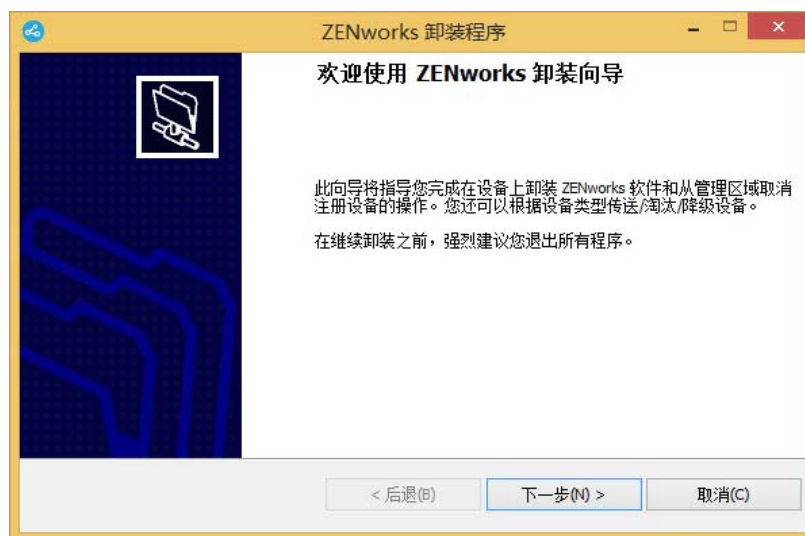 ZENworks 卸装程序
欢迎使用 ZENworks 卸装向导
此向导将指导您完成在设备上卸装 ZENworks 软件和从管理区域取消
注册设备的操作。您还可以根据设备类型传送/淘汰/降级设备。
在继续卸装之前，强烈建议您退出所有程序。
< 后退(B)
下一步(N) >
取消(C)